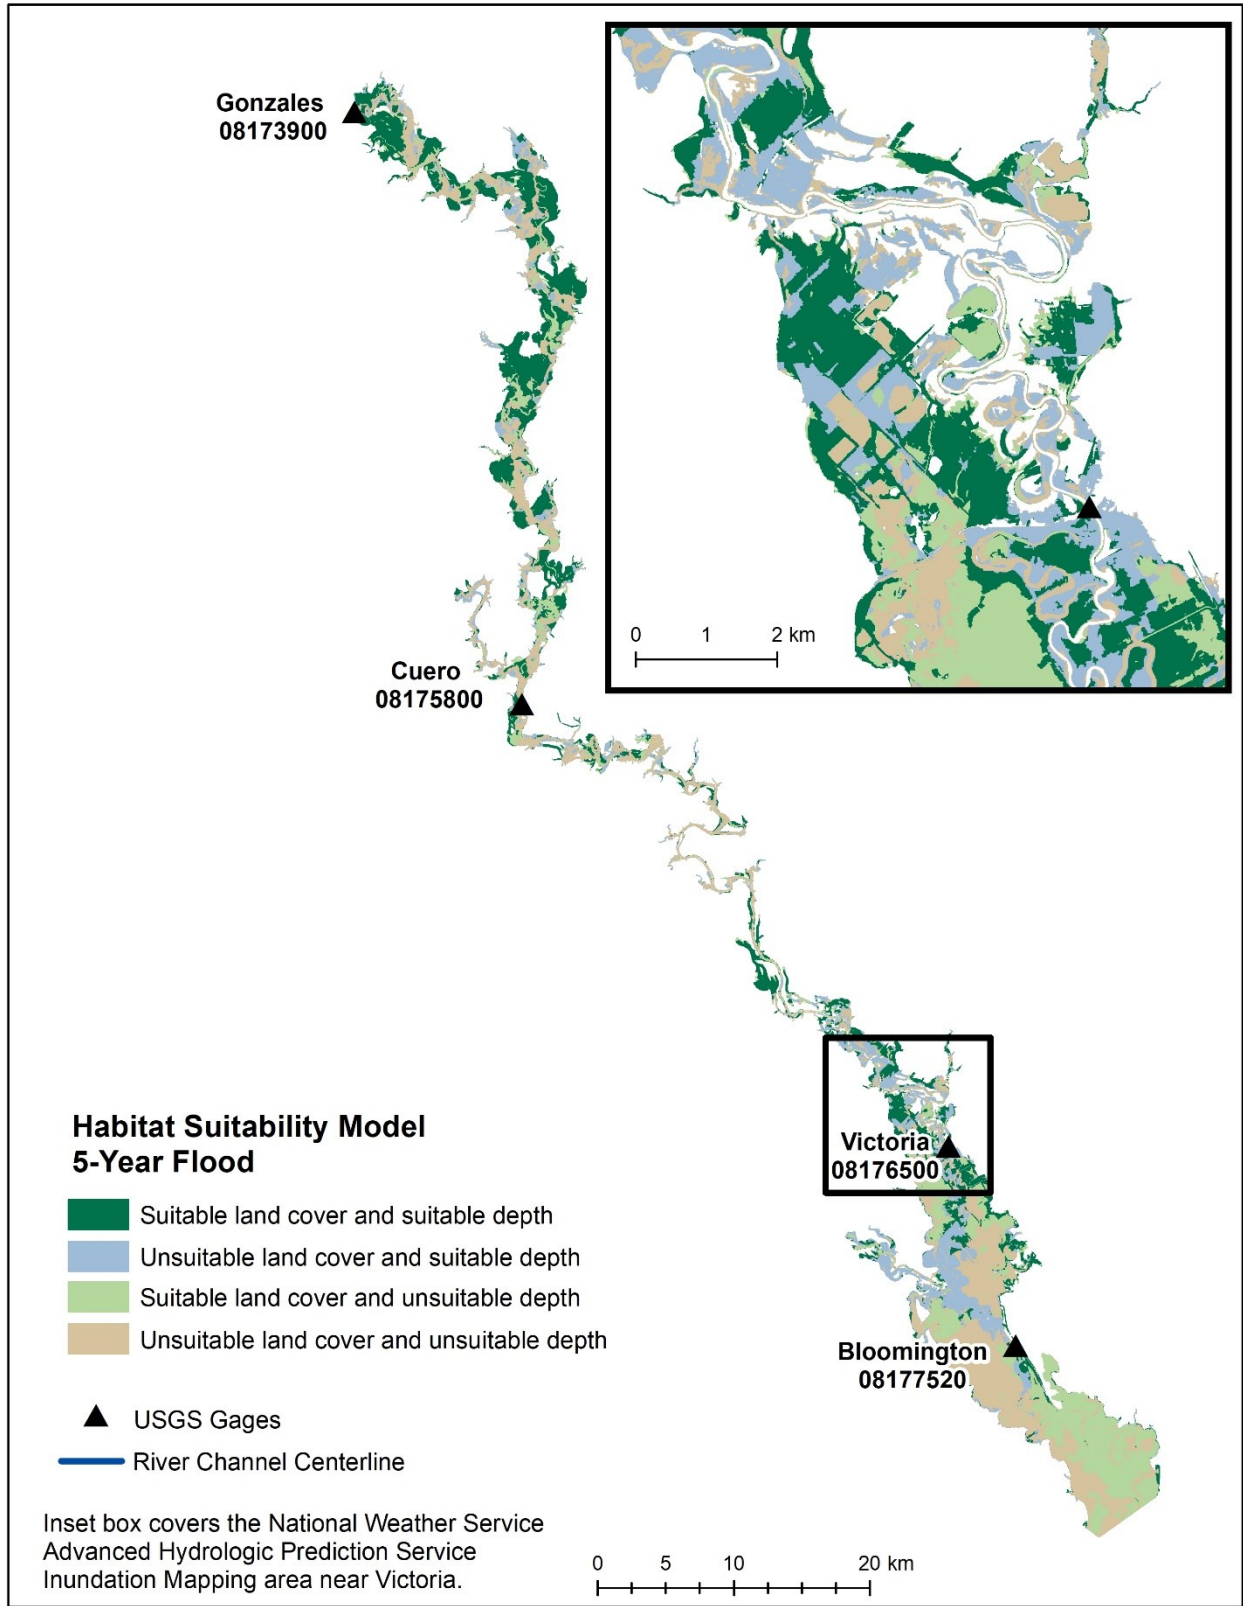 Gonzales
08173900
0 1 2 km
Cuero
08175800
Victoria
08176500
Bloomington
08177520
Habitat Suitability Model
5-Year Flood
Suitable land cover and suitable depth
Unsuitable land cover and suitable depth
Suitable land cover and unsuitable depth
Unsuitable land cover and unsuitable depth
USGS Gages
River Channel Centerline
Inset box covers the National Weather Service
Advanced Hydrologic Prediction Service
Inundation Mapping area near Victoria.
0 5 10 20 km